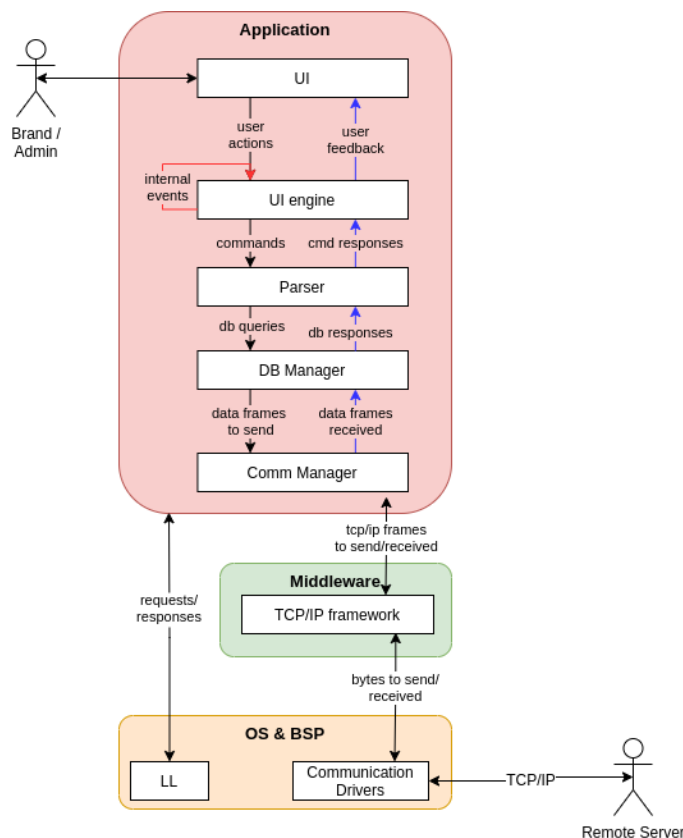 Application
UI
Brand /
Admin
user
actions
user
feedback
internal
events
UI engine
commands
cmd responses
Parser
db queries
db responses
DB Manager
data frames
to send
data frames
received
Comm Manager
tcp/ip frames
to send/received
Middleware
requests/
responses
TCP/IP framework
bytes to send/
received
OS & BSP
LL
Communication
Drivers
TCP/IP
Remote Server